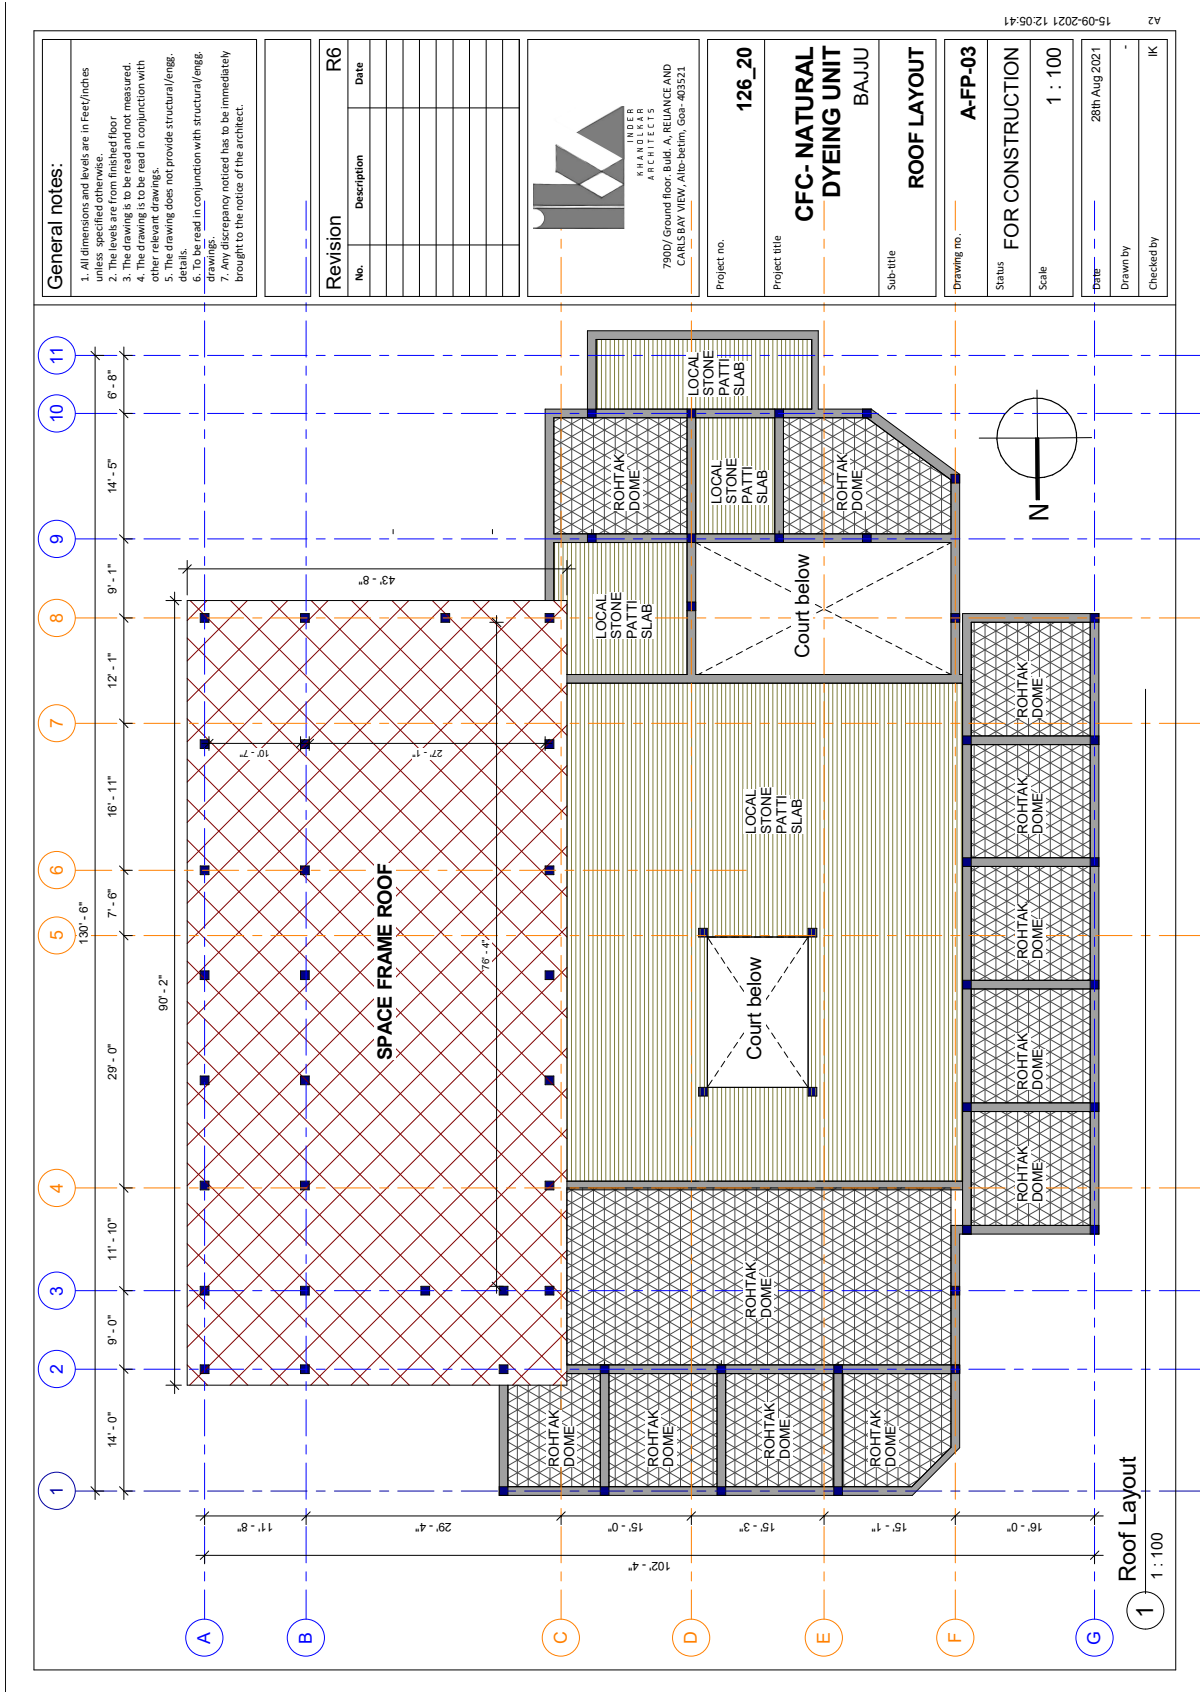 General notes:
1. All dimensions and levels are in Feet/inches
unless specified otherwise.
2. The levels are from finished floor
3. The drawing is to be read and not measured.
4. The drawing is to be read in conjunction with
other relevant drawings.
5. The drawing does not provide structural/engg.
details.
6. To be read in conjunction with structural/engg.
drawings.
7. Any discrepancy noticed has to be immediately
brought to the notice of the architect.
Revision R6
No. Description Date
INDER
KHANOLKAR
ARCHITECTS
790D/ Ground floor. Build. A, RELIANCE AND
CARLS BAY VIEW, Alto-betim, Goa- 403521
Project no.
126_20
Project title
CFC- NATURAL
DYEING UNIT
BAJJU
Sub-title
ROOF LAYOUT
Drawing no.
A-FP-03
Status
FOR CONSTRUCTION
Scale
1 : 100
Date
28th Aug 2021
Drawn by
-
Checked by
IK
15-09-2021 12:05:41
A2
1 2 3 4 5 6 7 8 9 10 11
130' - 6"
14' - 0" 9' - 0" 11' - 10" 29' - 0" 7' - 6" 16' - 11" 12' - 1" 9' - 1" 14' - 5" 6' - 8"
90' - 2"
43' - 8"
A
B
C
D
E
F
G
11' - 8"
29' - 4"
15' - 0"
15' - 3"
15' - 1"
16' - 0"
102' - 4"
10' - 7"
27' - 1"
SPACE FRAME ROOF
76' - 4"
ROHTAK
DOME
ROHTAK
DOME
ROHTAK
DOME
ROHTAK
DOME
ROHTAK
DOME
Court below
LOCAL
STONE
PATTI
SLAB
LOCAL
STONE
PATTI
SLAB
Court below
ROHTAK
DOME
LOCAL
STONE
PATTI
SLAB
ROHTAK
DOME
LOCAL
STONE
PATTI
SLAB
ROHTAK
DOME
ROHTAK
DOME
ROHTAK
DOME
ROHTAK
DOME
ROHTAK
DOME
N
1
Roof Layout
1 : 100